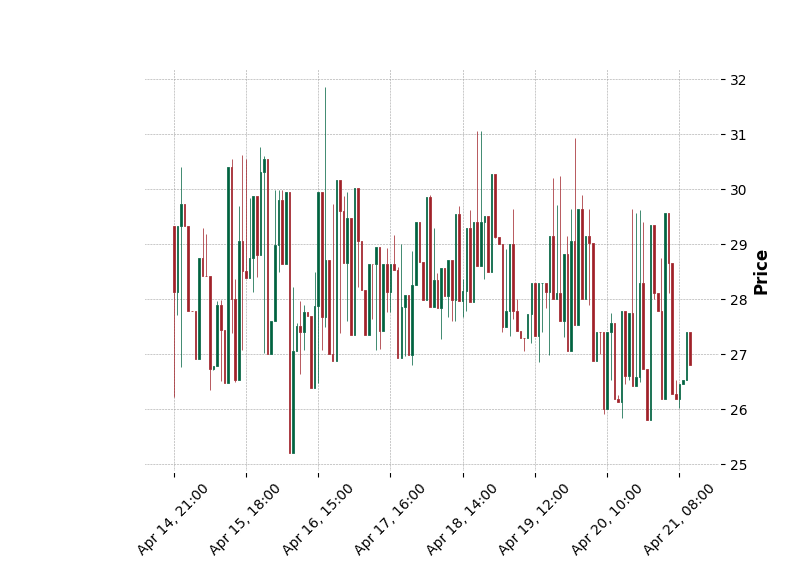 32
31
30
29
28
27
26
25
Price
Apr 14, 21:00
Apr 15, 18:00
Apr 16, 15:00
Apr 17, 16:00
Apr 18, 14:00
Apr 19, 12:00
Apr 20, 10:00
Apr 21, 08:00